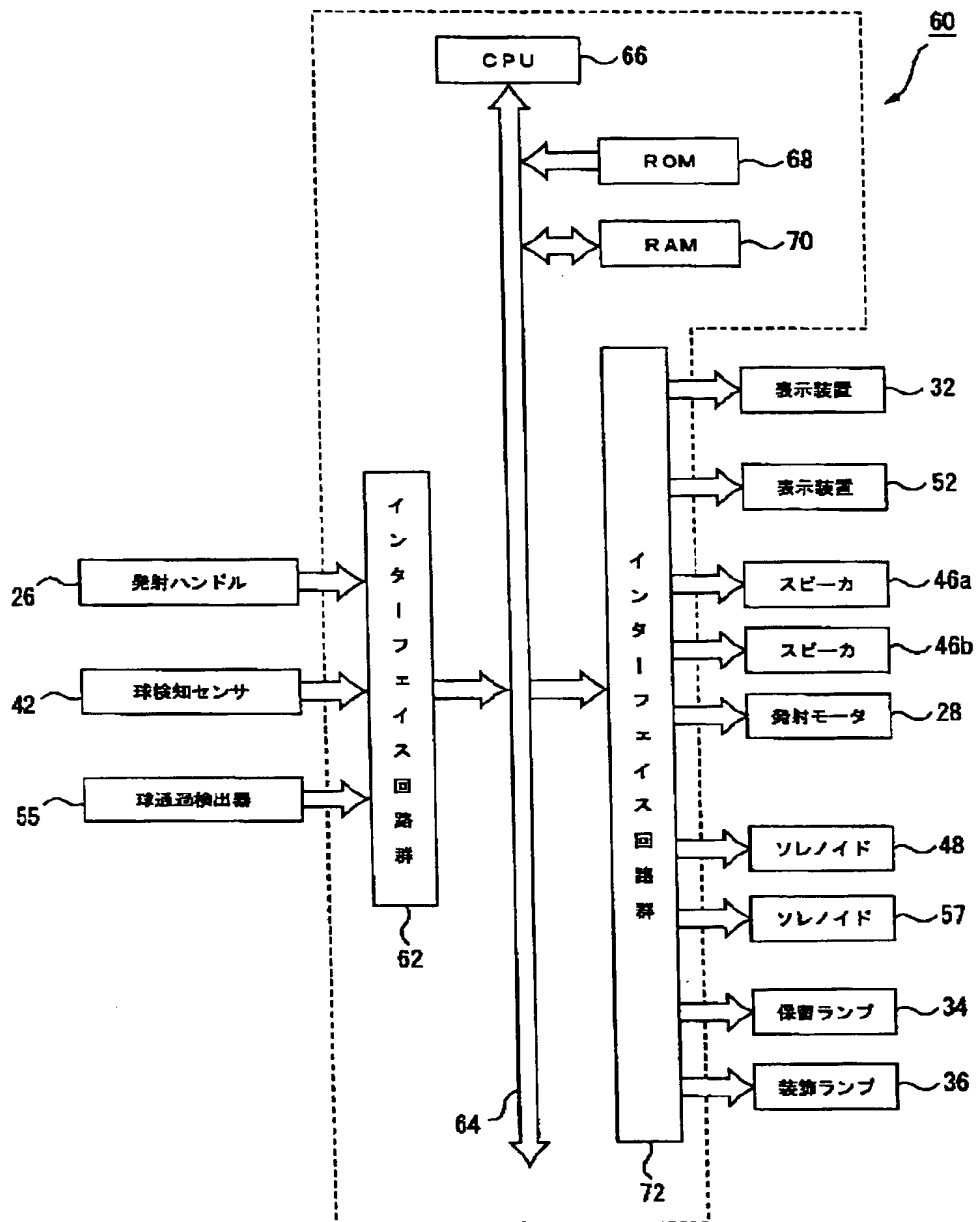 60
CPU 66
ROM 68
RAM 70
表示装置 32
表示装置 52
スピーカ 46a
スピーカ 46b
発射モータ 28
ソレノイド 48
ソレノイド 57
保留ランプ 34
装飾ランプ 36
26 発射ハンドル
42 球検知センサ
55 球通過検出器
インターフェイス回路群
62
64
インターフェイス回路群
72